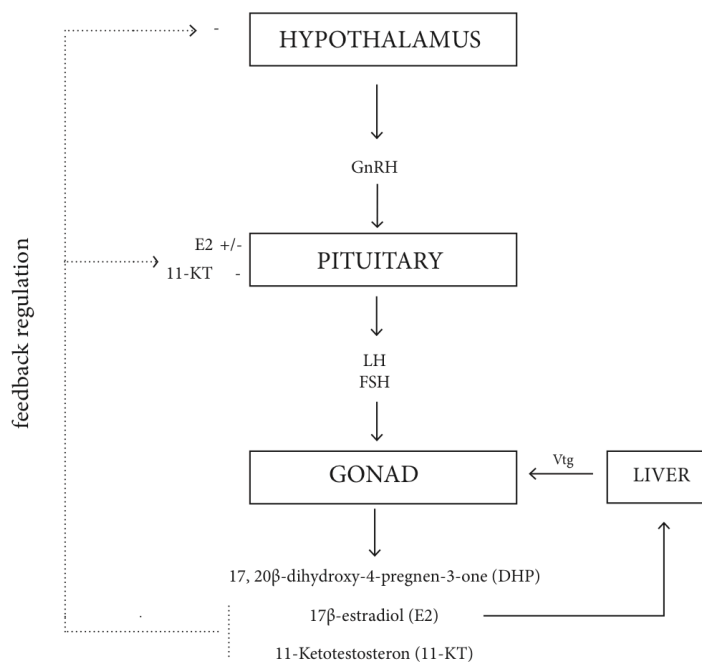 -
HYPOTHALAMUS
GnRH
E2 +/-
11-KT -
PITUITARY
feedback regulation
LH
FSH
GONAD
Vtg
LIVER
17, 20β-dihydroxy-4-pregnen-3-one (DHP)
17β-estradiol (E2)
11-Ketotestosteron (11-KT)